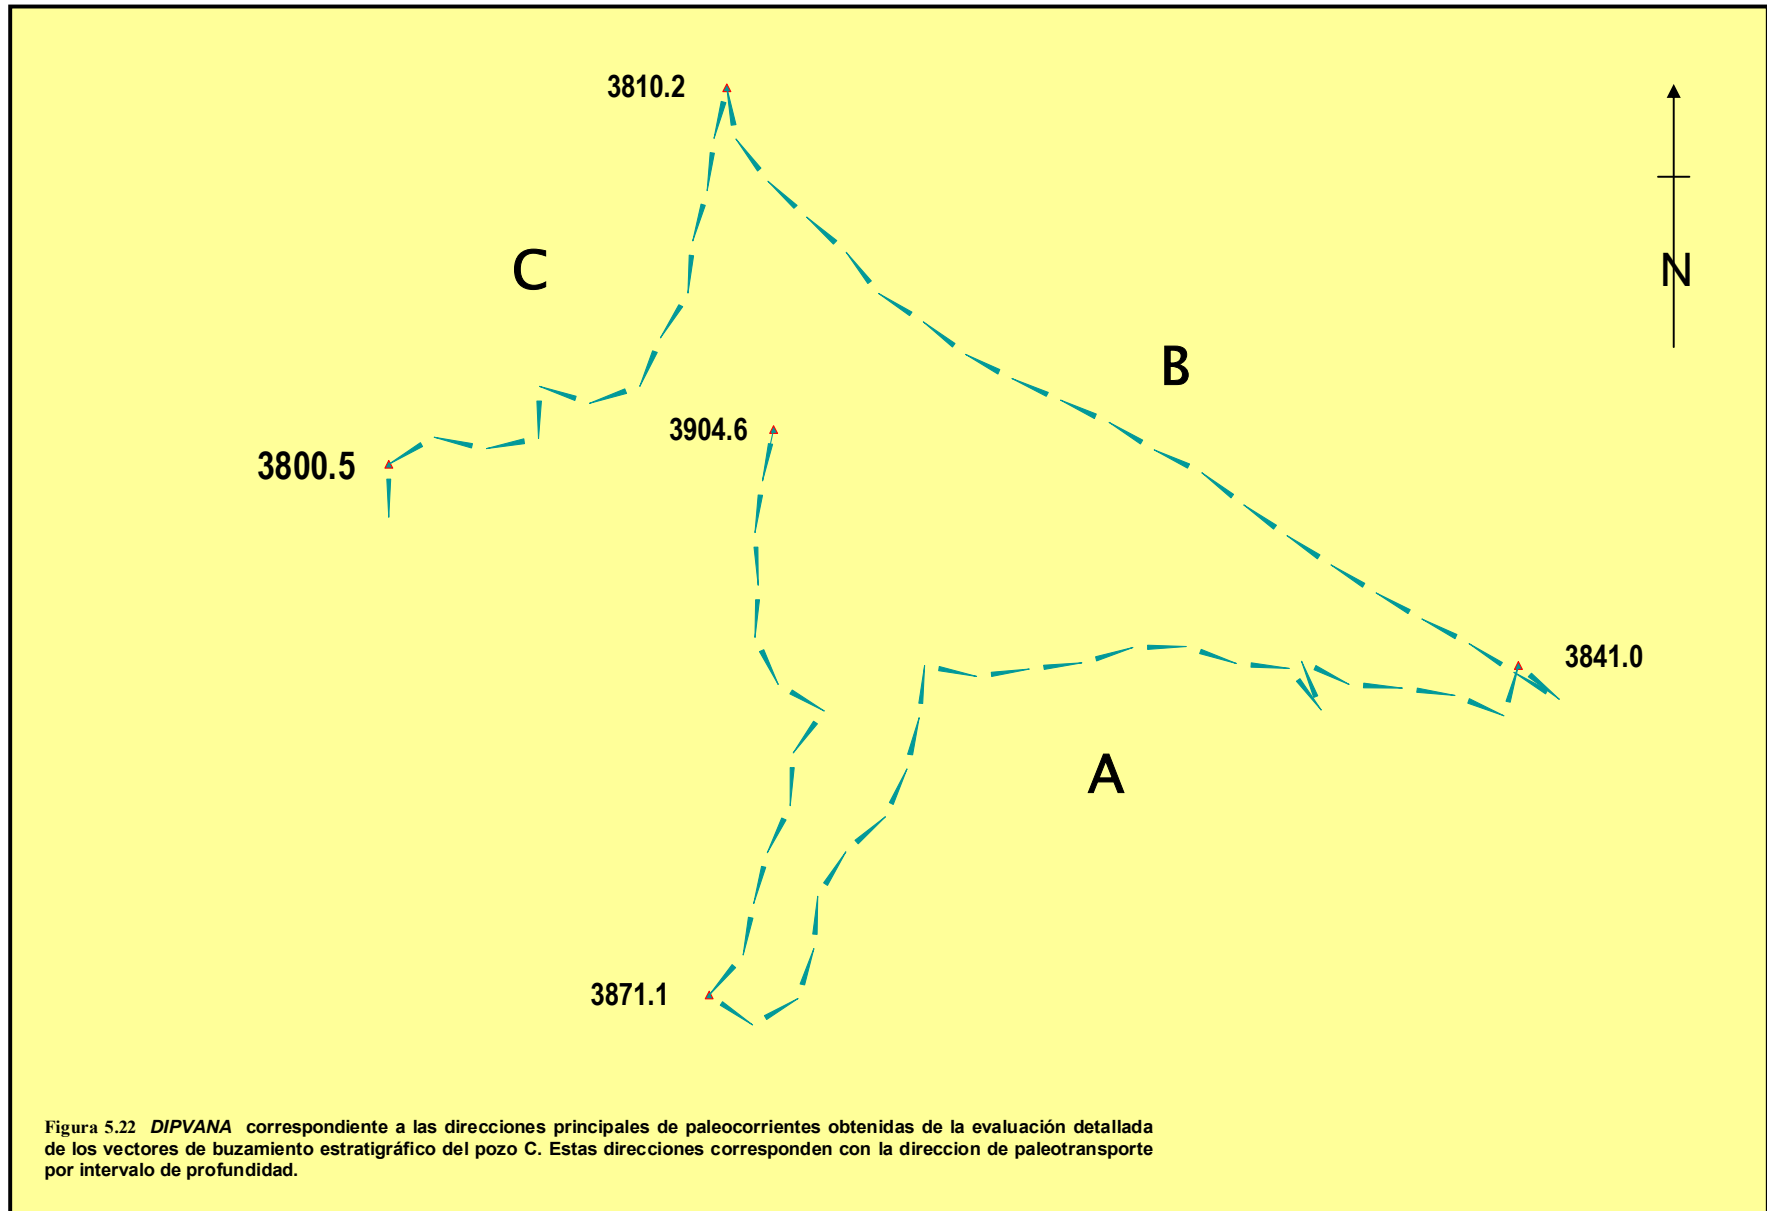 3810.2
C
N
B
3904.6
3800.5
3841.0
A
3871.1
Figura 5.22 DIPVANA correspondiente a las direcciones principales de paleocorrientes obtenidas de la evaluación detallada
de los vectores de buzamiento estratigráfico del pozo C. Estas direcciones corresponden con la direccion de paleotransporte
por intervalo de profundidad.